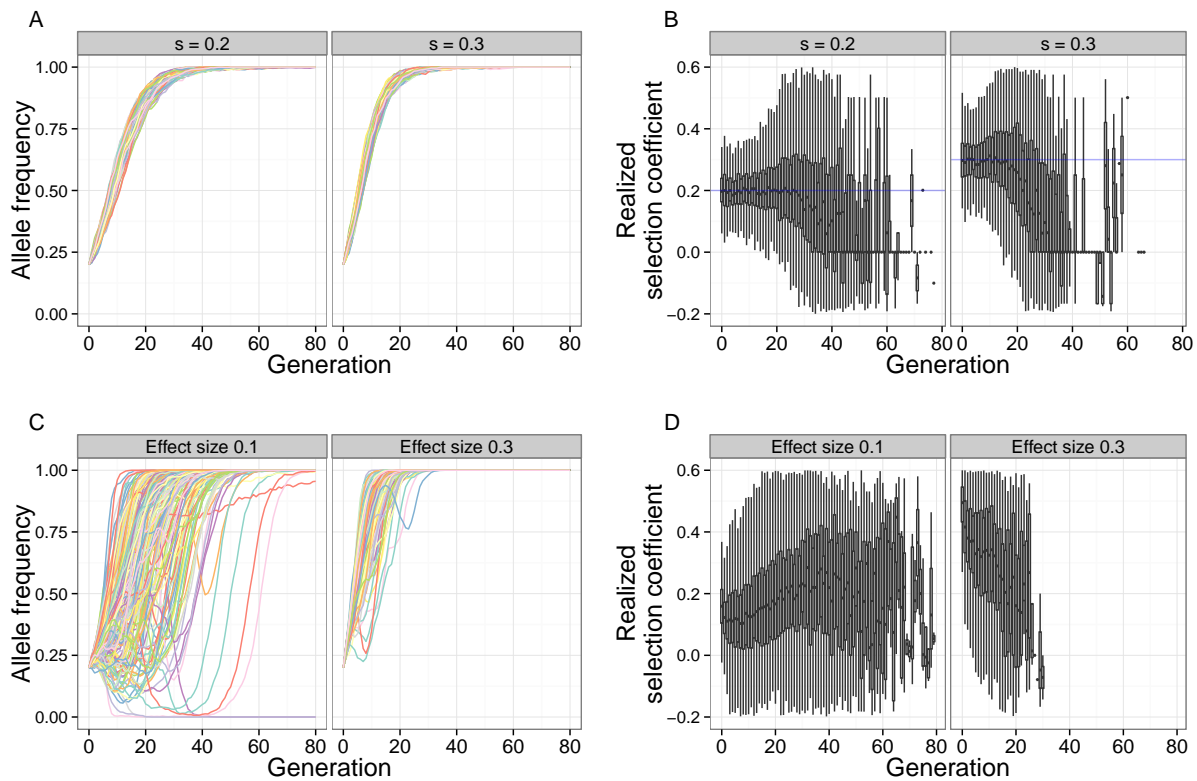 A
s = 0.2 s = 0.3
1.00
0.75
0.50
0.25
0.00
Allele frequency
0 20 40 60 80 0 20 40 60 80
Generation
B
s = 0.2 s = 0.3
0.6
0.4
0.2
0.0
−0.2
Realized
selection coefficient
0 20 40 60 80 0 20 40 60 80
Generation
C
Effect size 0.1 Effect size 0.3
1.00
0.75
0.50
0.25
0.00
Allele frequency
0 20 40 60 80 0 20 40 60 80
Generation
D
Effect size 0.1 Effect size 0.3
0.6
0.4
0.2
0.0
−0.2
Realized
selection coefficient
0 20 40 60 80 0 20 40 60 80
Generation